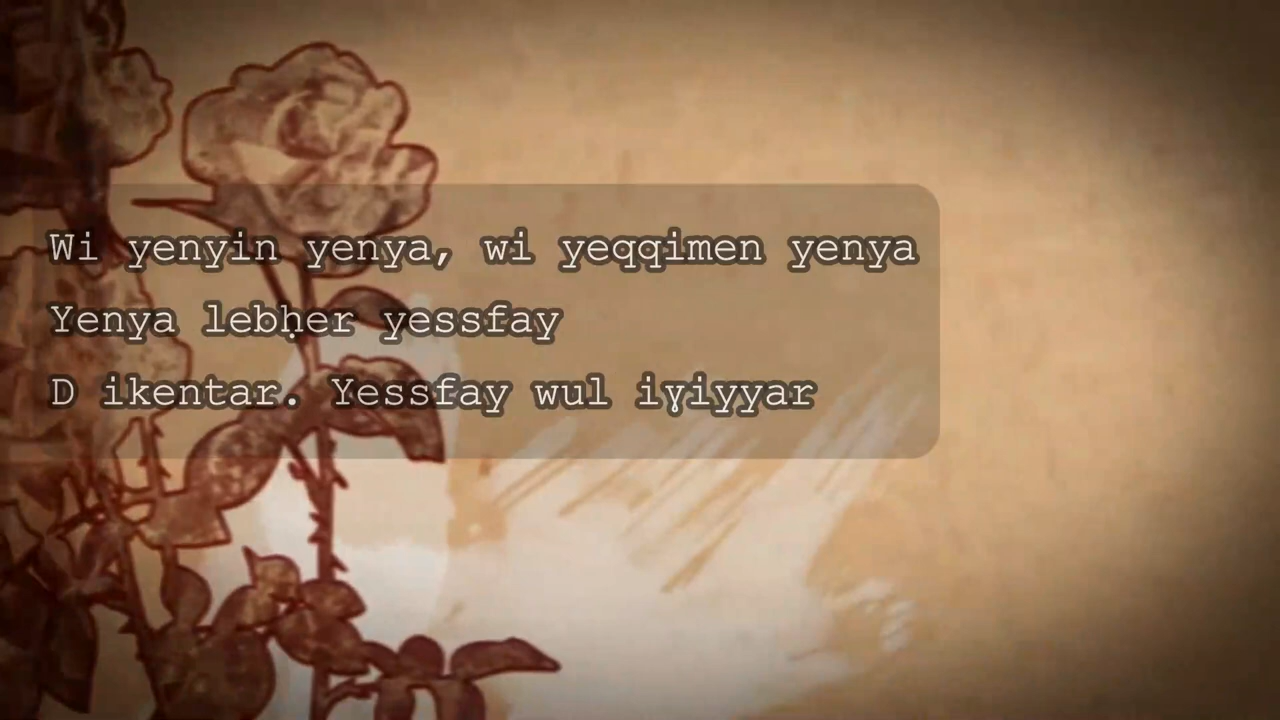 Wi yenyin yenya, wi yeqqimen yenya
Yenya lebḥer yessfay
D ikentar. Yessfay wul iɣiyyar